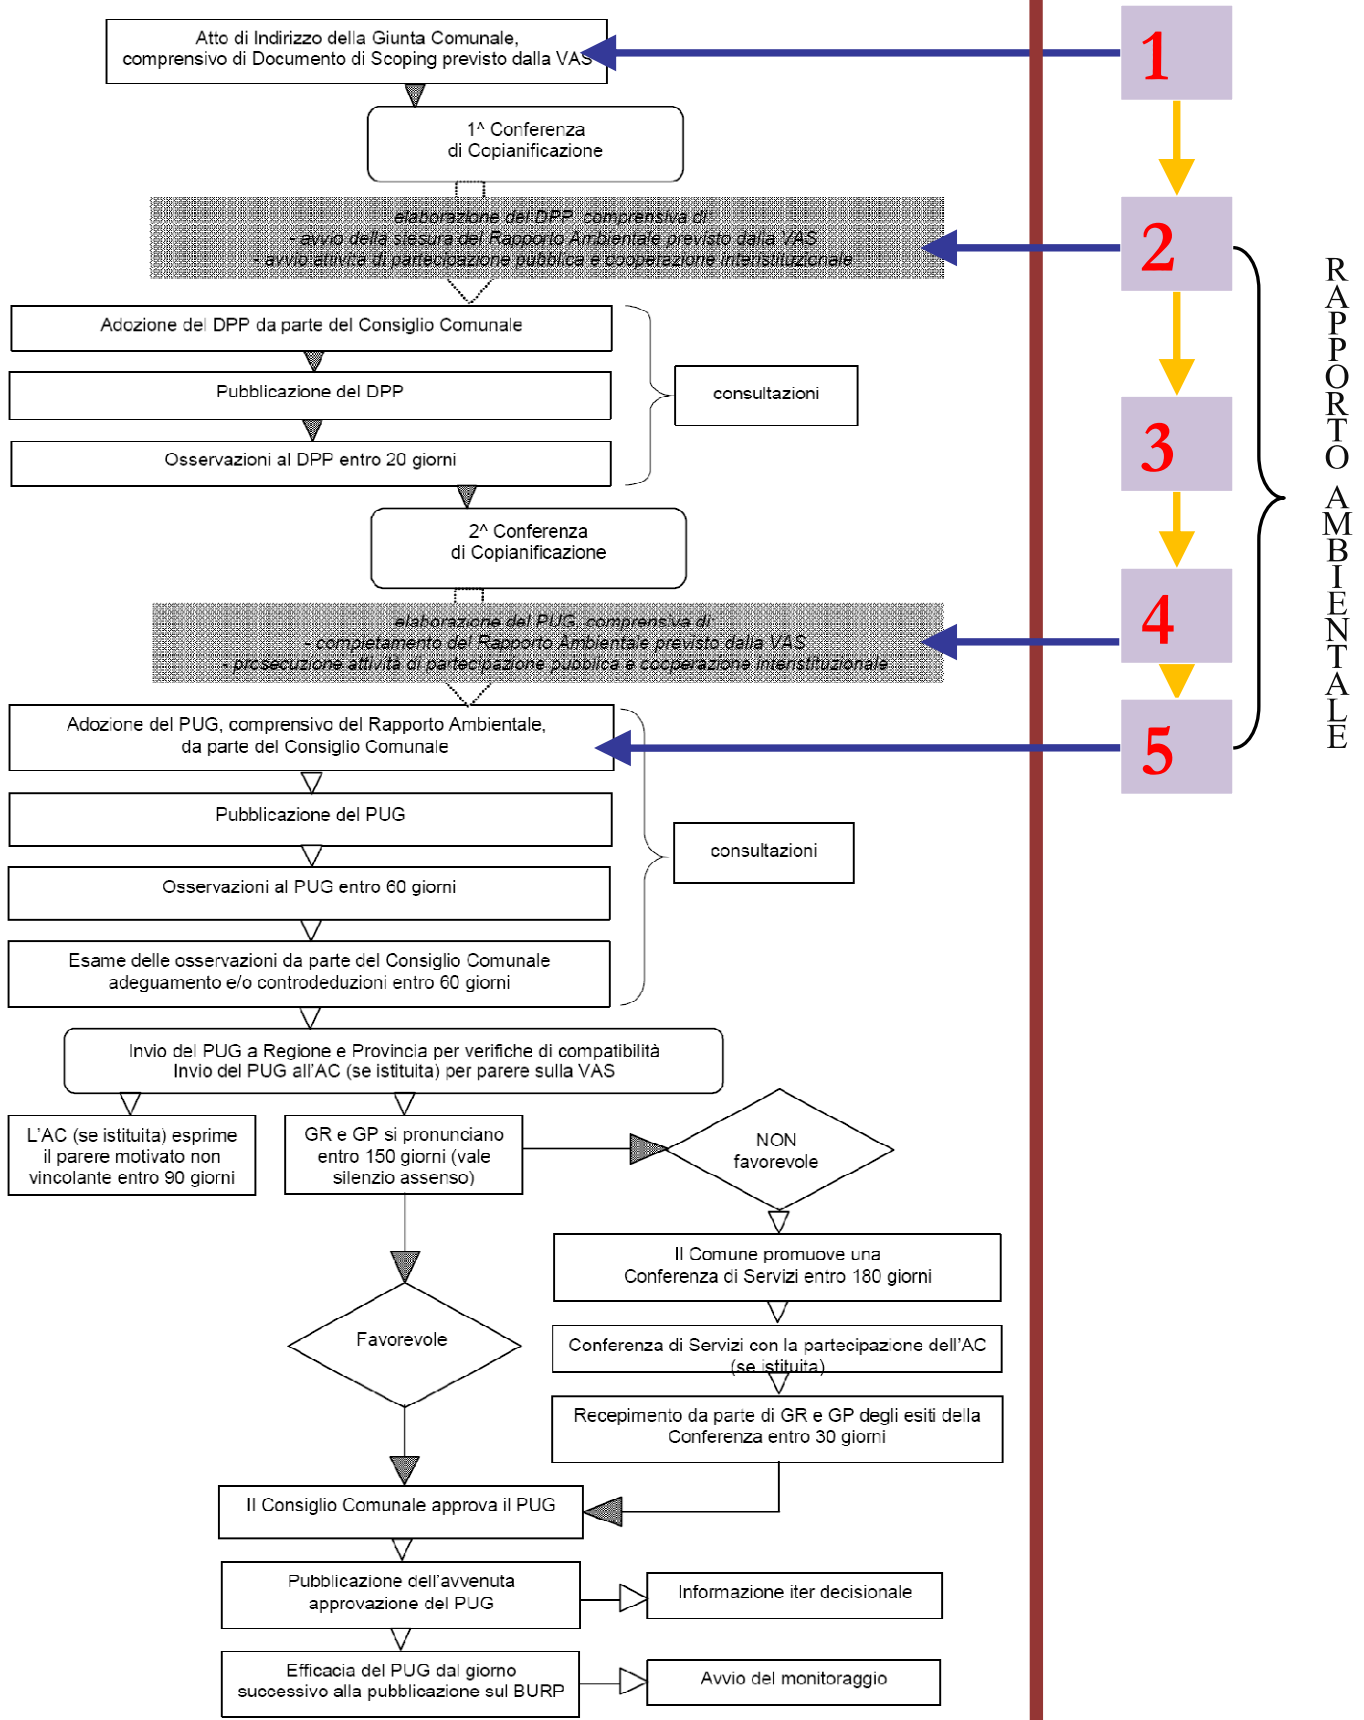 Atto di Indirizzo della Giunta Comunale,
comprensivo di Documento di Scoping previsto dalla VAS
1^ Conferenza
di Copianificazione
elaborazione del DPP, comprensiva di:
- avvio della stesura del Rapporto Ambientale previsto dalla VAS
- avvio attività di partecipazione pubblica e cooperazione interistituzionale
Adozione del DPP da parte del Consiglio Comunale
Pubblicazione del DPP
Osservazioni al DPP entro 20 giorni
consultazioni
2^ Conferenza
di Copianificazione
elaborazione del PUG, comprensiva di:
- completamento del Rapporto Ambientale previsto dalla VAS
- prosecuzione attività di partecipazione pubblica e cooperazione interistituzionale
Adozione del PUG, comprensivo del Rapporto Ambientale,
da parte del Consiglio Comunale
Pubblicazione del PUG
Osservazioni al PUG entro 60 giorni
Esame delle osservazioni da parte del Consiglio Comunale
adeguamento e/o controdeduzioni entro 60 giorni
consultazioni
Invio del PUG a Regione e Provincia per verifiche di compatibilità
Invio del PUG all'AC (se istituita) per parere sulla VAS
L'AC (se istituita) esprime
il parere motivato non
vincolante entro 90 giorni
GR e GP si pronunciano
entro 150 giorni (vale
silenzio assenso)
NON
favorevole
Il Comune promuove una
Conferenza di Servizi entro 180 giorni
Favorevole
Conferenza di Servizi con la partecipazione dell'AC
(se istituita)
Recepimento da parte di GR e GP degli esiti della
Conferenza entro 30 giorni
Il Consiglio Comunale approva il PUG
Pubblicazione dell'avvenuta
approvazione del PUG
Informazione iter decisionale
Efficacia del PUG dal giorno
successivo alla pubblicazione sul BURP
Avvio del monitoraggio
1
2
3
4
5
RAPPORTO AMBIENTALE